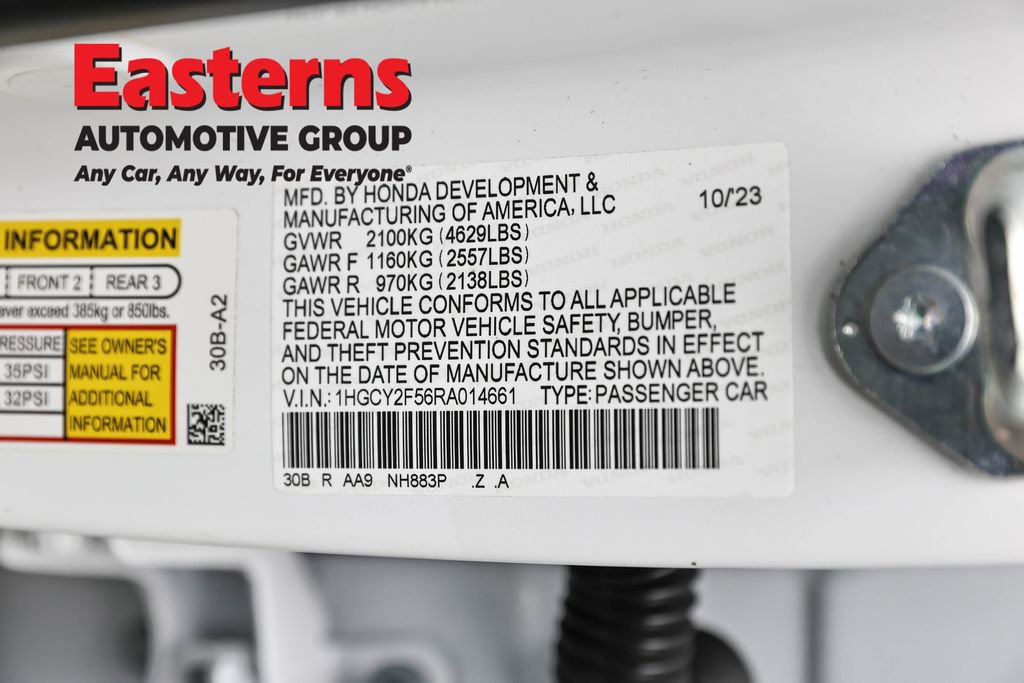 Easterns
AUTOMOTIVE GROUP
Any Car, Any Way, For Everyone®
MFD. BY HONDA DEVELOPMENT &
MANUFACTURING OF AMERICA, LLC 10/'23
GVWR 2100KG (4629LBS)
GAWR F 1160KG (2557LBS)
GAWR R 970KG (2138LBS)
THIS VEHICLE CONFORMS TO ALL APPLICABLE
FEDERAL MOTOR VEHICLE SAFETY, BUMPER,
AND THEFT PREVENTION STANDARDS IN EFFECT
ON THE DATE OF MANUFACTURE SHOWN ABOVE.
V.I.N.: 1HGCY2F56RA014661 TYPE: PASSENGER CAR
30B R AA9 NH883P .Z .A
INFORMATION
FRONT 2 REAR 3
exceed 385kg or 850lbs.
RESSURE SEE OWNER'S
35PSI MANUAL FOR
32PSI ADDITIONAL
INFORMATION
30B-A2
HONDA